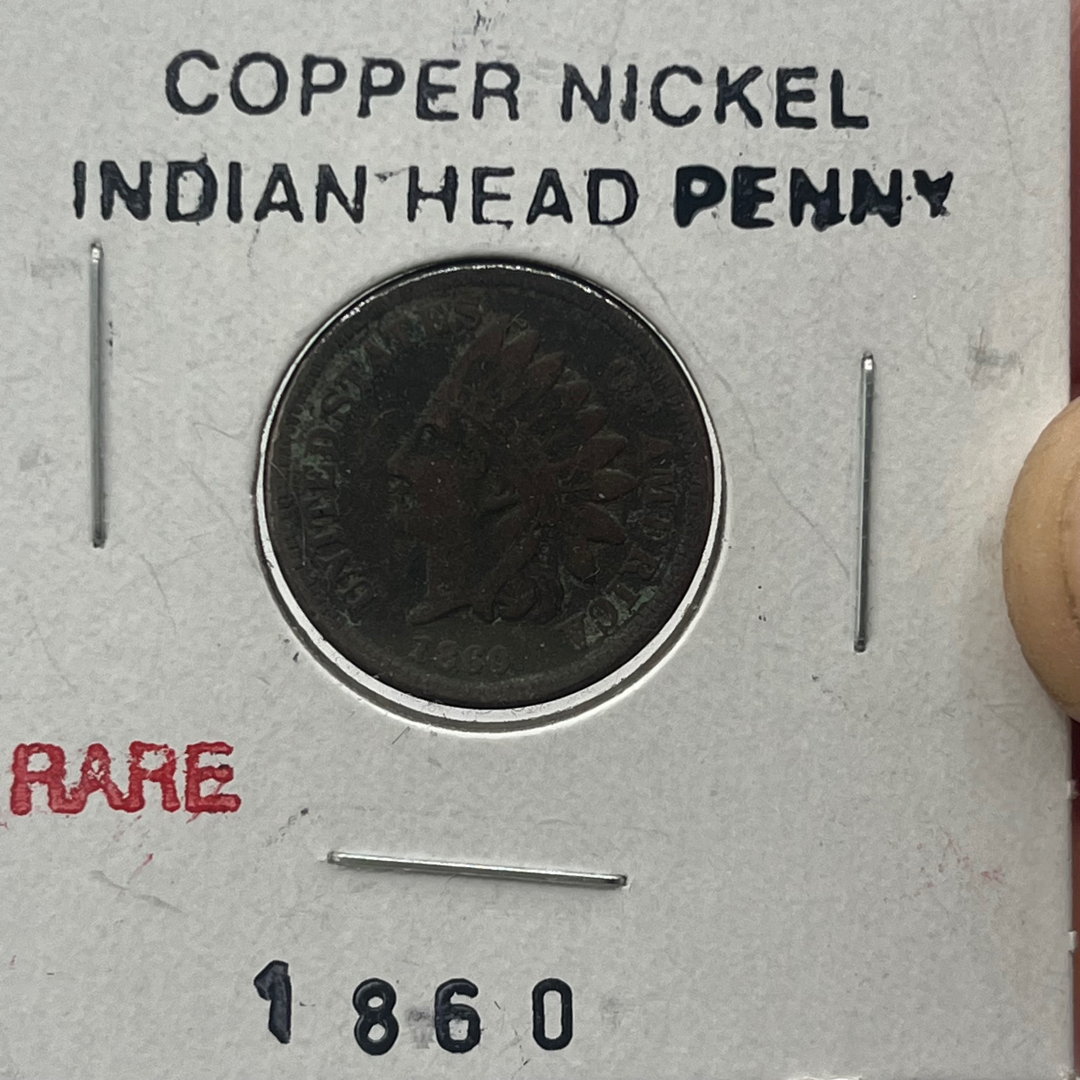 COPPER NICKEL
INDIAN HEAD PENNY
UNITED STATES OF AMERICA
1860
RARE
1860